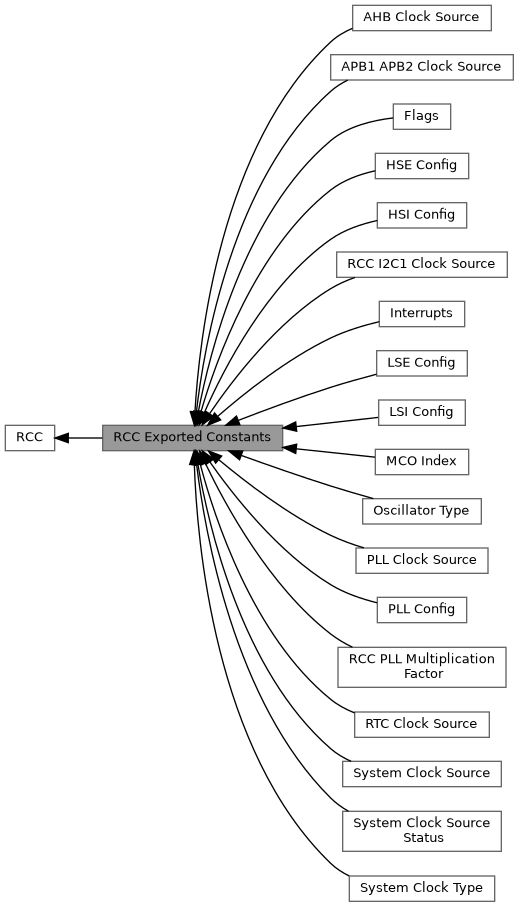 AHB Clock Source
APB1 APB2 Clock Source
Flags
HSE Config
HSI Config
RCC I2C1 Clock Source
Interrupts
LSE Config
LSI Config
RCC
RCC Exported Constants
MCO Index
Oscillator Type
PLL Clock Source
PLL Config
RCC PLL Multiplication
Factor
RTC Clock Source
System Clock Source
System Clock Source
Status
System Clock Type